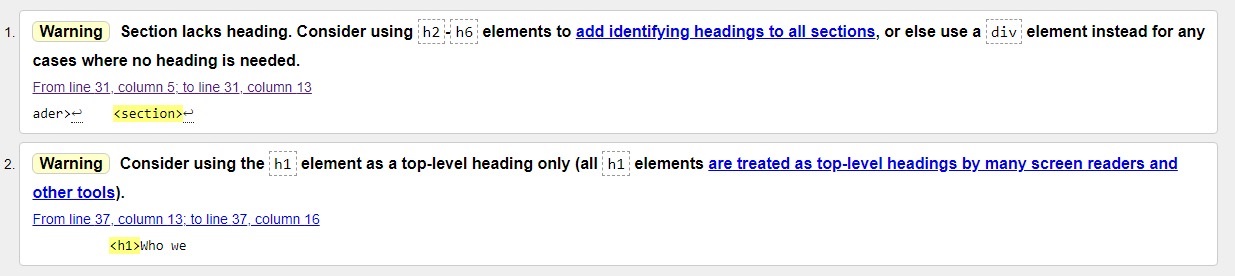 1. Warning Section lacks heading. Consider using h2-h6 elements to add identifying headings to all sections, or else use a div element instead for any
cases where no heading is needed.
From line 31, column 5; to line 31, column 13
ader>↩ <section>↩
2. Warning Consider using the h1 element as a top-level heading only (all h1 elements are treated as top-level headings by many screen readers and
other tools).
From line 37, column 13; to line 37, column 16
<h1>Who we